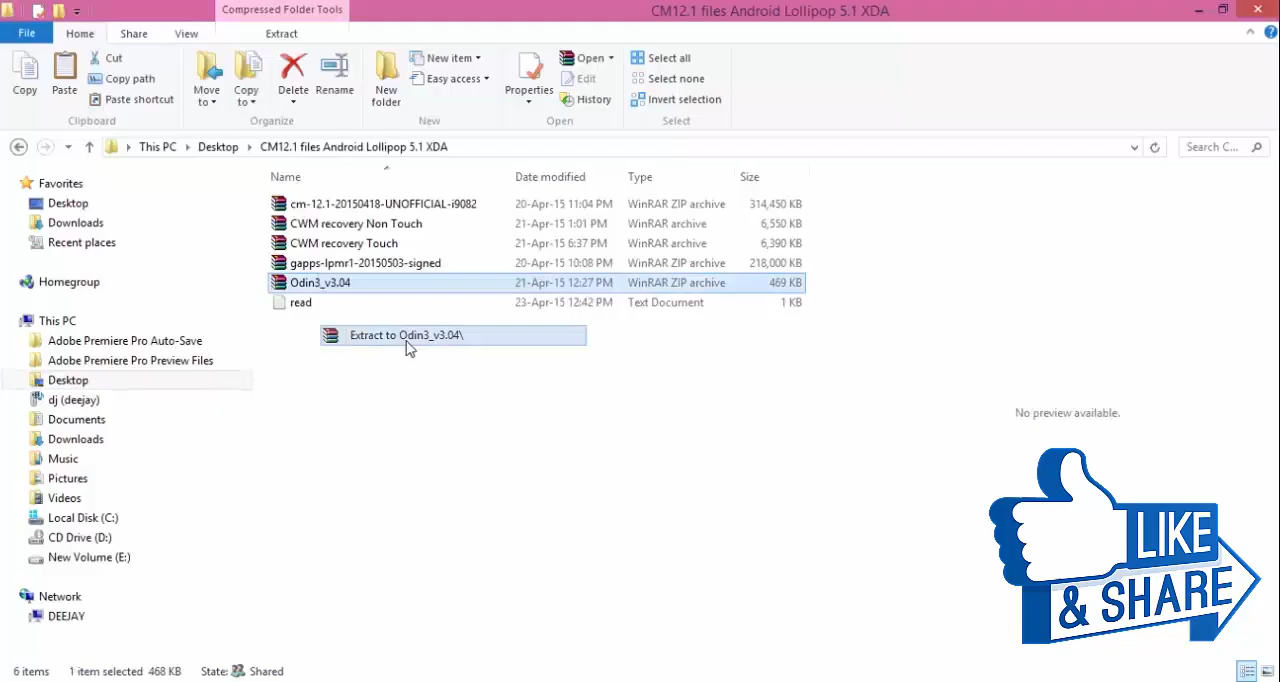 Compressed Folder Tools
CM12.1 files Android Lollipop 5.1 XDA
File
Home
Share
View
Extract
Copy
Paste
Cut
Copy path
Paste shortcut
Clipboard
Move to
Copy to
Delete
Rename
Organize
New folder
New item
Easy access
New
Properties
Open
Edit
History
Open
Select all
Select none
Invert selection
Select
This PC
Desktop
CM12.1 files Android Lollipop 5.1 XDA
Search C...
Favorites
Desktop
Downloads
Recent places
Homegroup
This PC
Adobe Premiere Pro Auto-Save
Adobe Premiere Pro Preview Files
Desktop
dj (deejay)
Documents
Downloads
Music
Pictures
Videos
Local Disk (C:)
CD Drive (D:)
New Volume (E:)
Network
DEEJAY
Name Date modified Type Size
cm-12.1-20150418-UNOFFICIAL-i9082 20-Apr-15 11:04 PM WinRAR ZIP archive 314,450 KB
CWM recovery Non Touch 21-Apr-15 1:01 PM WinRAR archive 6,550 KB
CWM recovery Touch 21-Apr-15 6:37 PM WinRAR archive 6,390 KB
gapps-lpmr1-20150503-signed 20-Apr-15 10:08 PM WinRAR ZIP archive 218,000 KB
Odin3_v3.04 21-Apr-15 12:27 PM WinRAR ZIP archive 469 KB
read 23-Apr-15 12:42 PM Text Document 1 KB
Extract to Odin3_v3.04\
No preview available.
LIKE
& SHARE
6 items 1 item selected 468 KB State: Shared